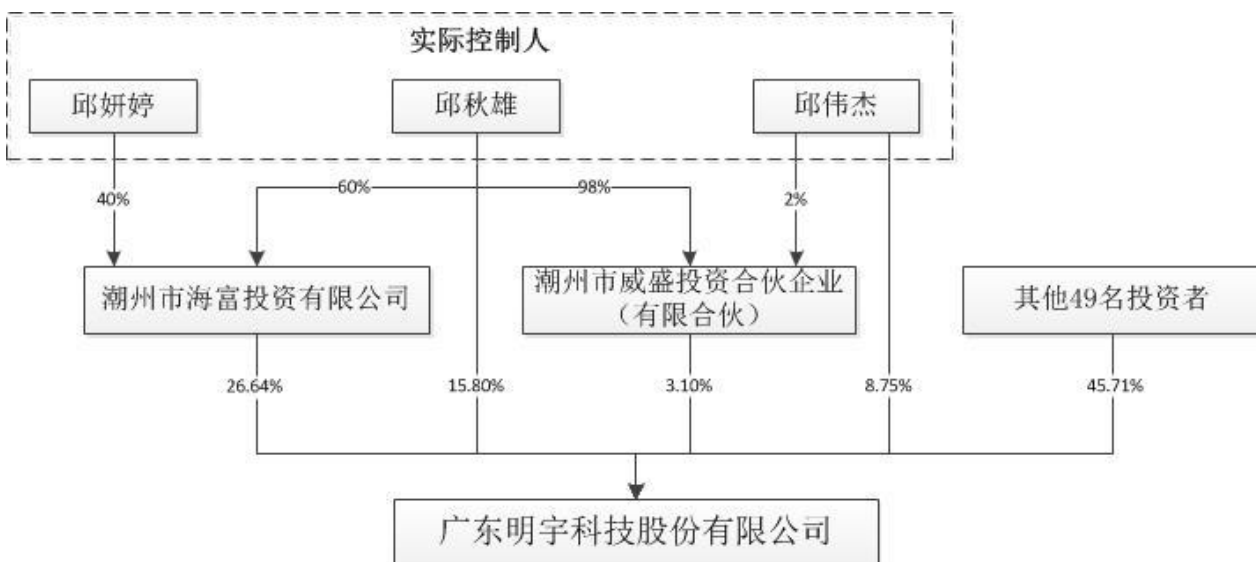 实际控制人
邱妍婷
邱秋雄
邱伟杰
60%
98%
40%
2%
潮州市海富投资有限公司
潮州市威盛投资合伙企业
（有限合伙）
其他49名投资者
26.64%
15.80%
3.10%
8.75%
45.71%
广东明宇科技股份有限公司